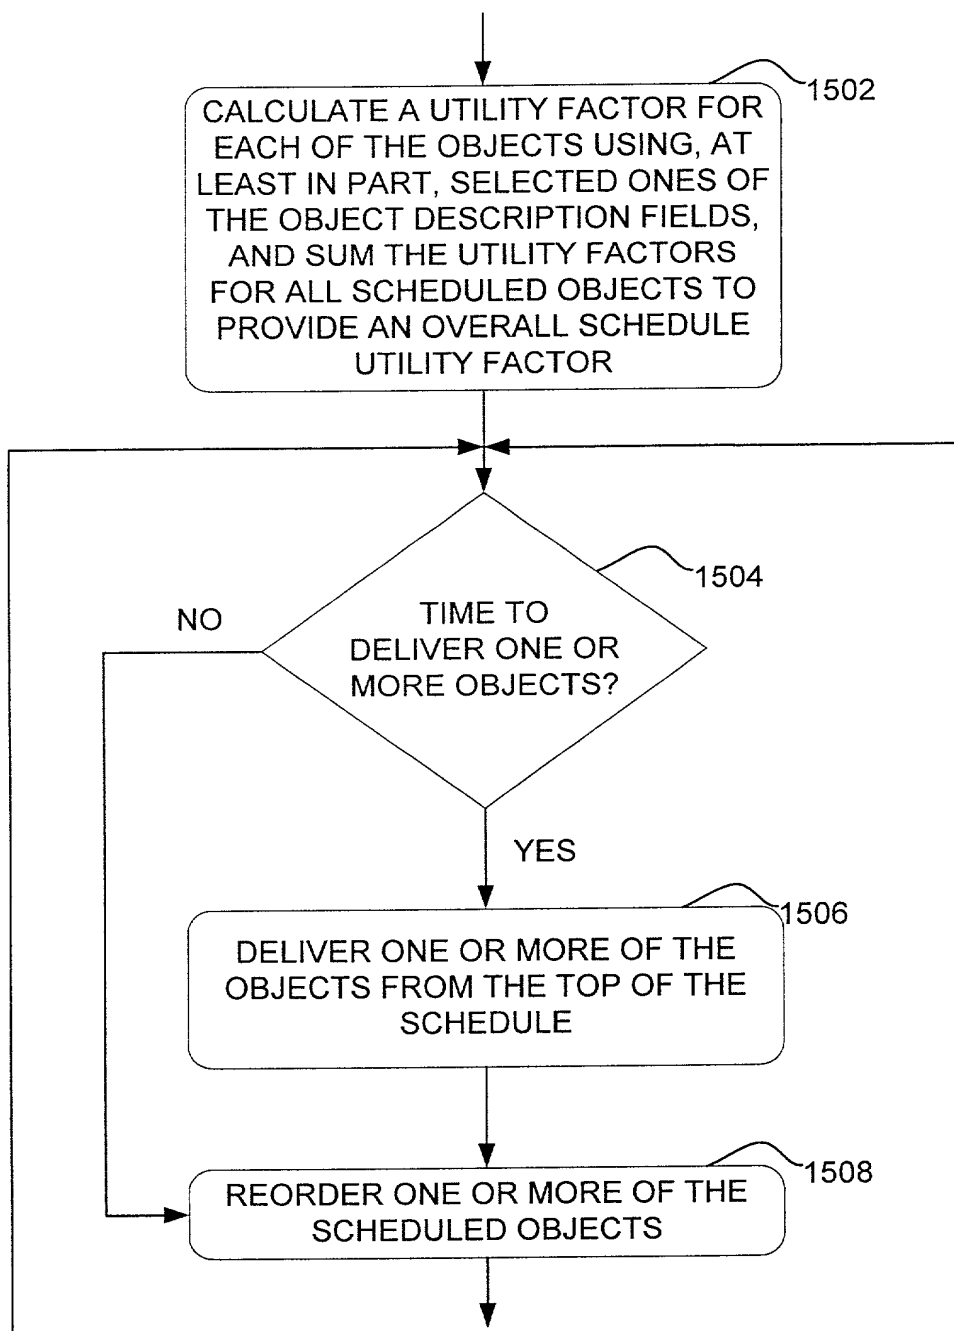 1502
CALCULATE A UTILITY FACTOR FOR
EACH OF THE OBJECTS USING, AT
LEAST IN PART, SELECTED ONES OF
THE OBJECT DESCRIPTION FIELDS,
AND SUM THE UTILITY FACTORS
FOR ALL SCHEDULED OBJECTS TO
PROVIDE AN OVERALL SCHEDULE
UTILITY FACTOR
1504
NO
TIME TO
DELIVER ONE OR
MORE OBJECTS?
YES
1506
DELIVER ONE OR MORE OF THE
OBJECTS FROM THE TOP OF THE
SCHEDULE
1508
REORDER ONE OR MORE OF THE
SCHEDULED OBJECTS